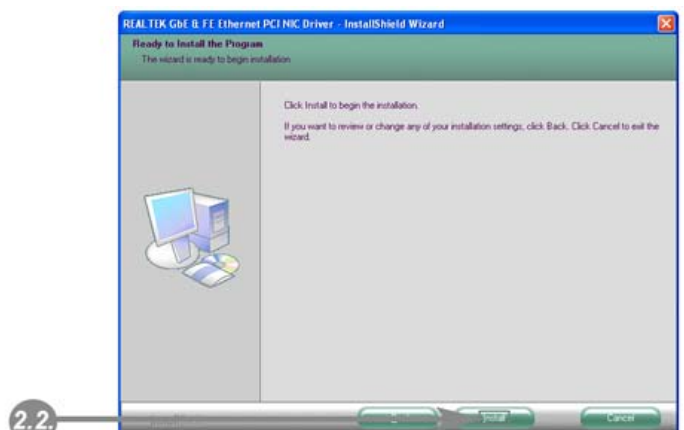 REALTEK GbE & FE Ethernet PCI NIC Driver - InstallShield Wizard
Ready to Install the Program
The wizard is ready to begin installation.
Click Install to begin the installation.
If you want to review or change any of your installation settings, click Back. Click Cancel to exit the
wizard.
2.2.
Install
Cancel